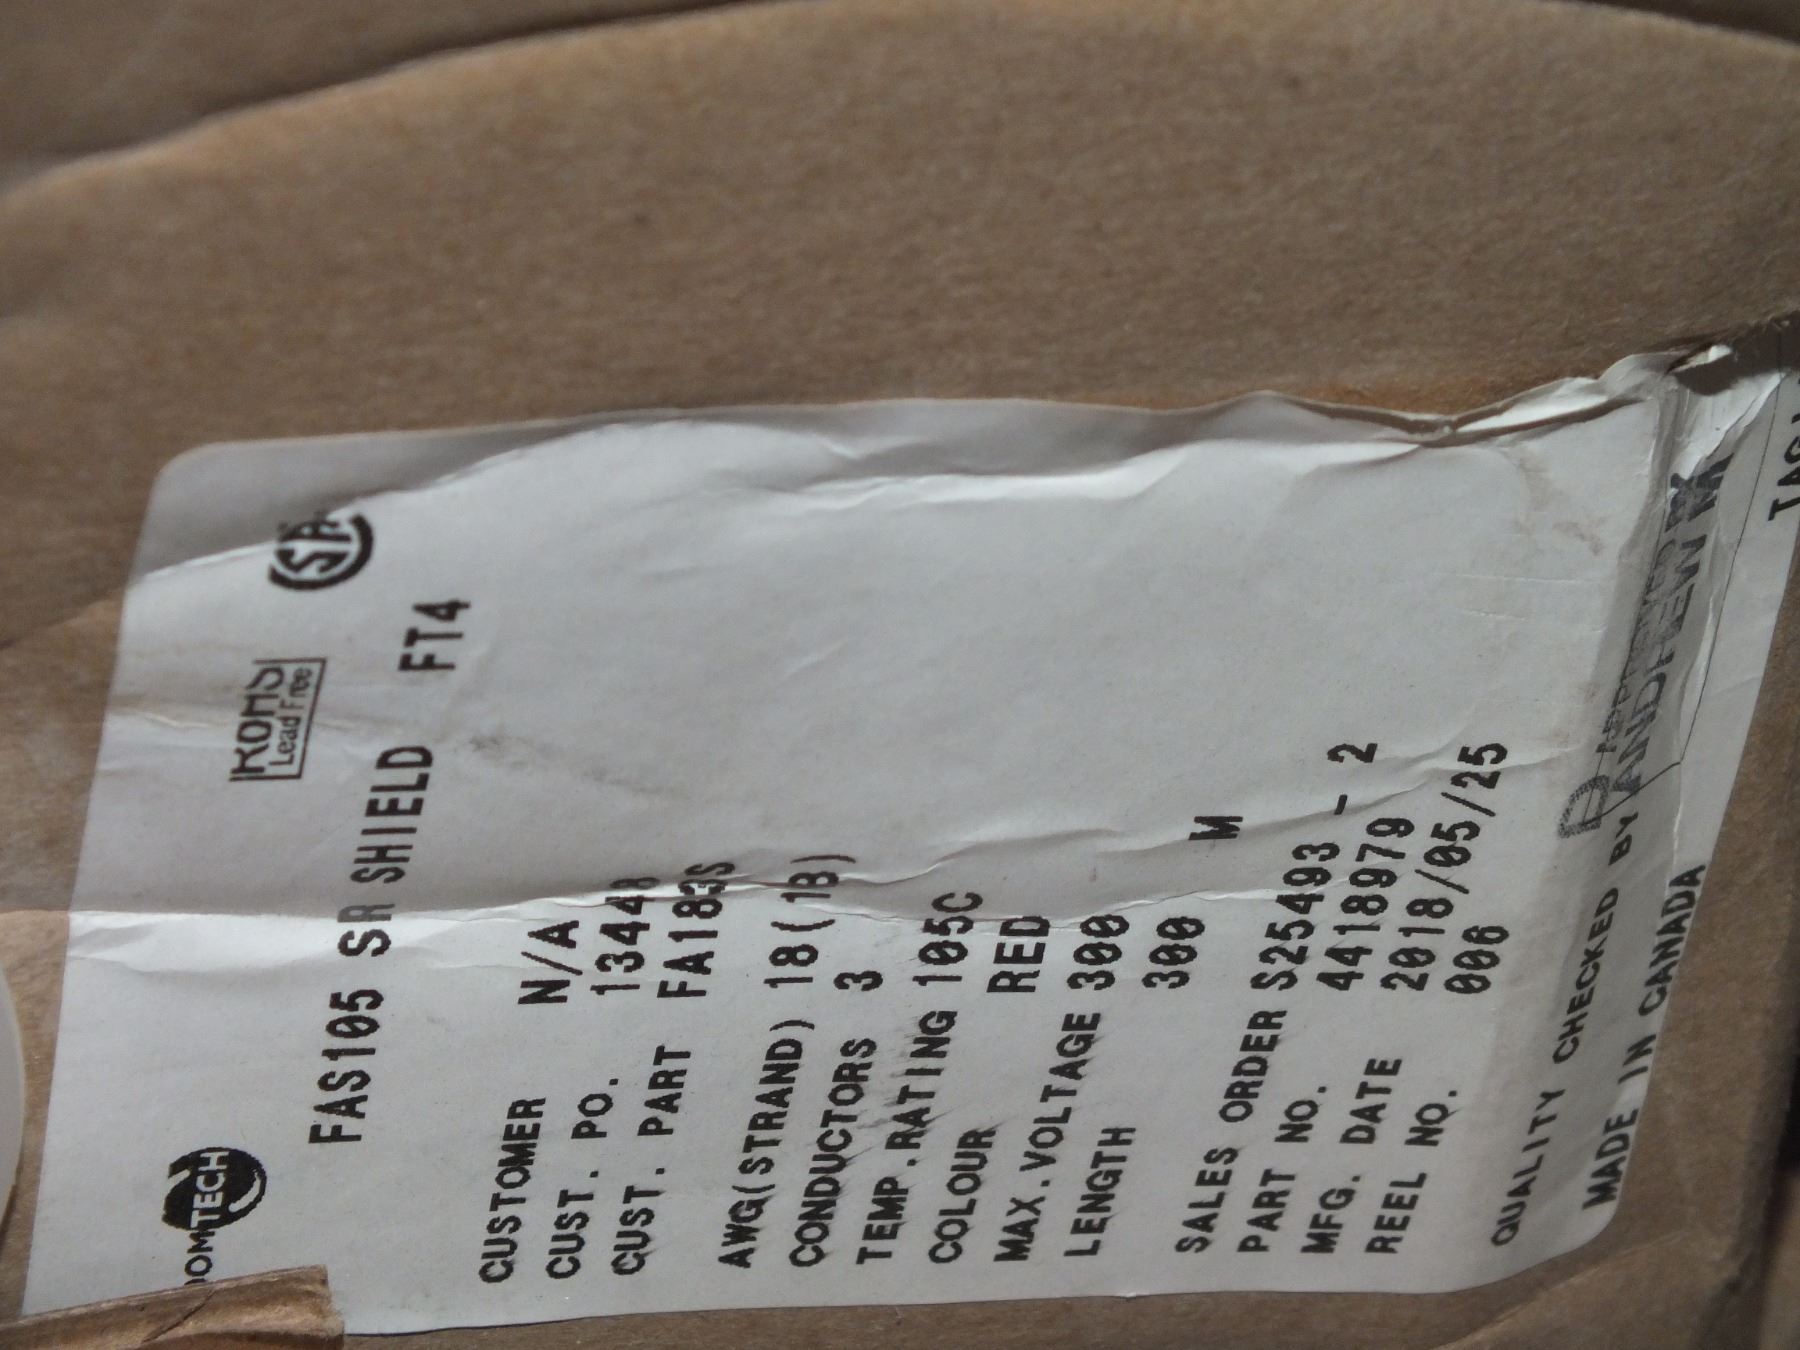 DOMTECH
ROHS
Lead Free
FAS105 SR SHIELD FT4
CUSTOMER N/A
CUST. PO. 13448
CUST. PART FA183S
AWG(STRAND) 18(1B)
CONDUCTORS 3
TEMP.RATING 105C
COLOUR RED
MAX.VOLTAGE 300
LENGTH 300 M
SALES ORDER S25493 - 2
PART NO. 4418979
MFG. DATE 2018/05/25
REEL NO. 006
QUALITY CHECKED BY ANDREW M
APPROVED
MADE IN CANADA